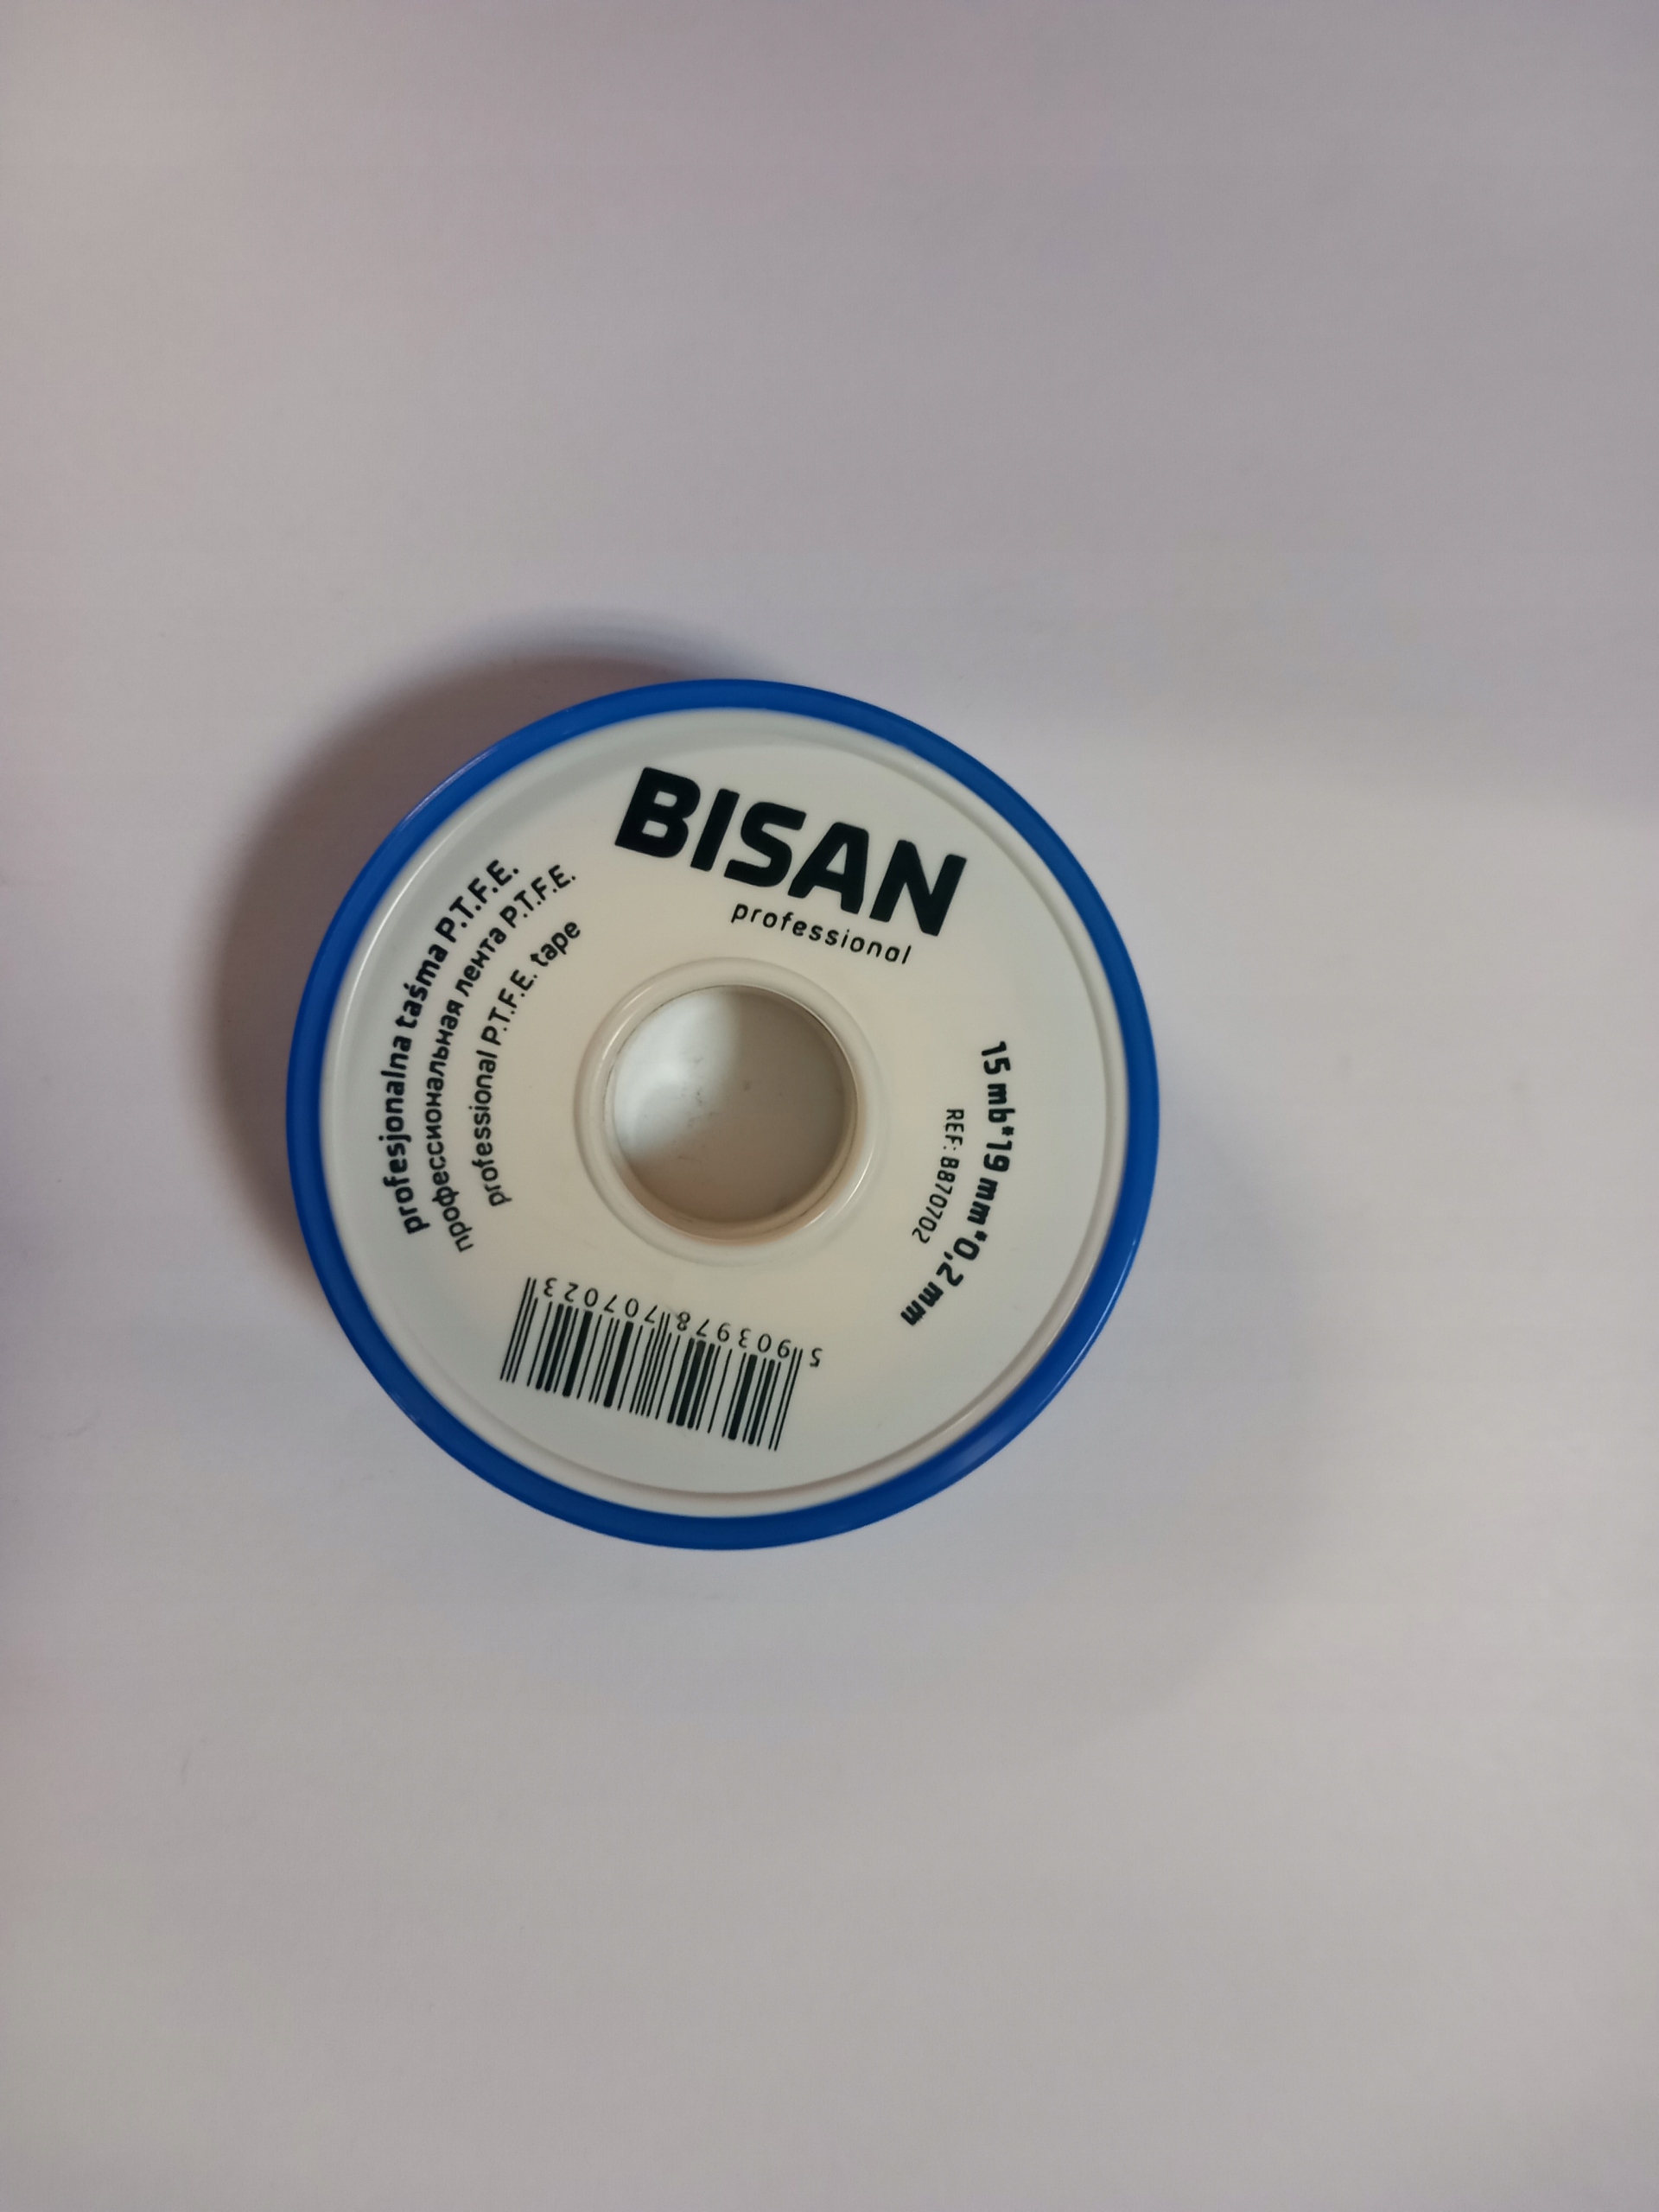 BISAN
professional
profesjonalna taśma P.T.F.E.
профессиональная лента P.T.F.E.
professional P.T.F.E. tape
15 mb*19 mm*0,2 mm
REF: 8870702
5 903978 707023